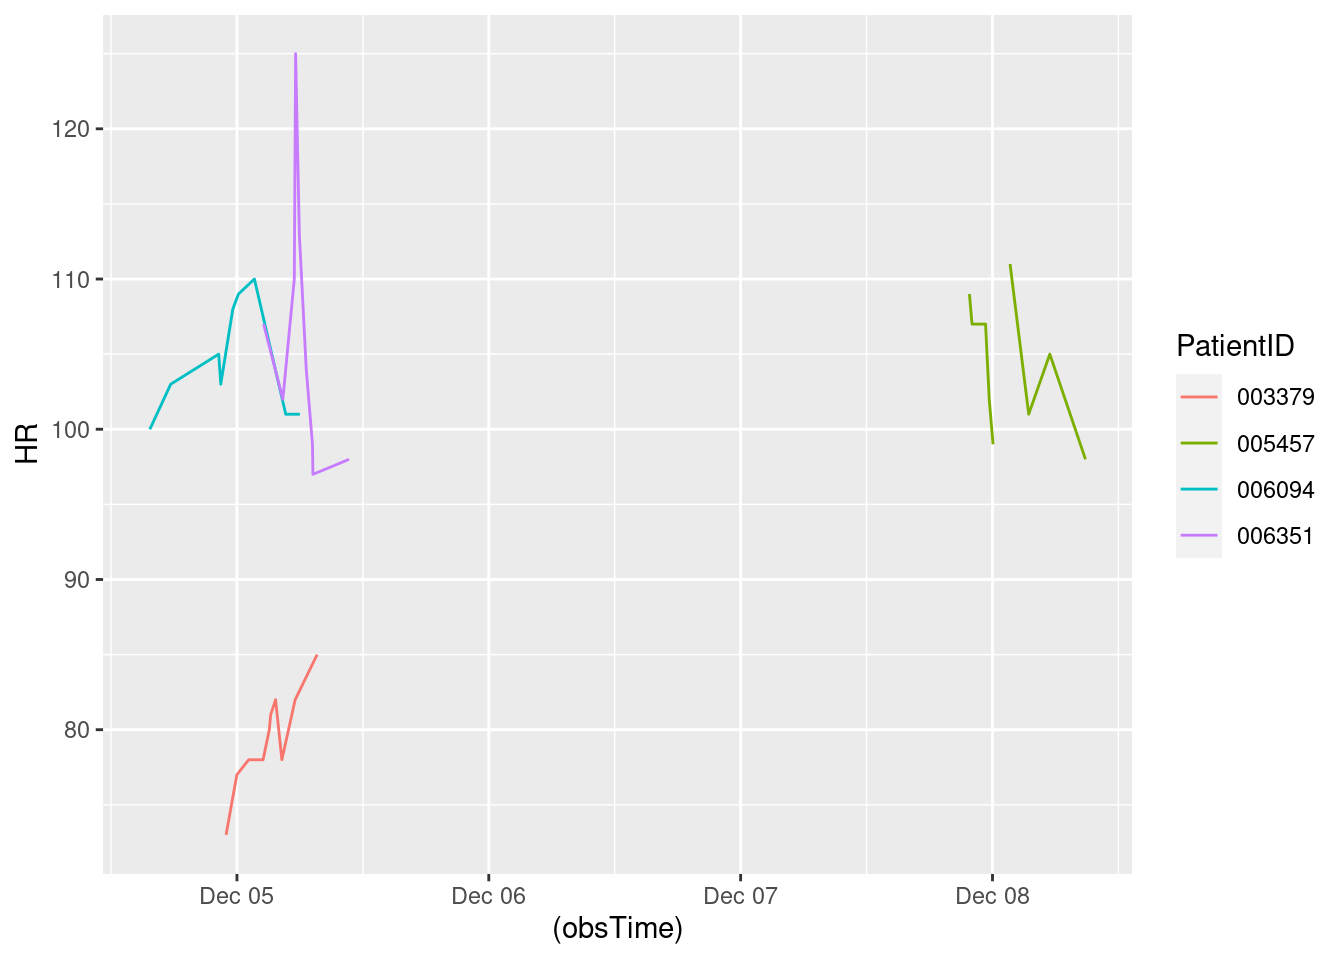 120
110
100
90
80
HR
Dec 05
Dec 06
Dec 07
Dec 08
(obsTime)
PatientID
003379
005457
006094
006351